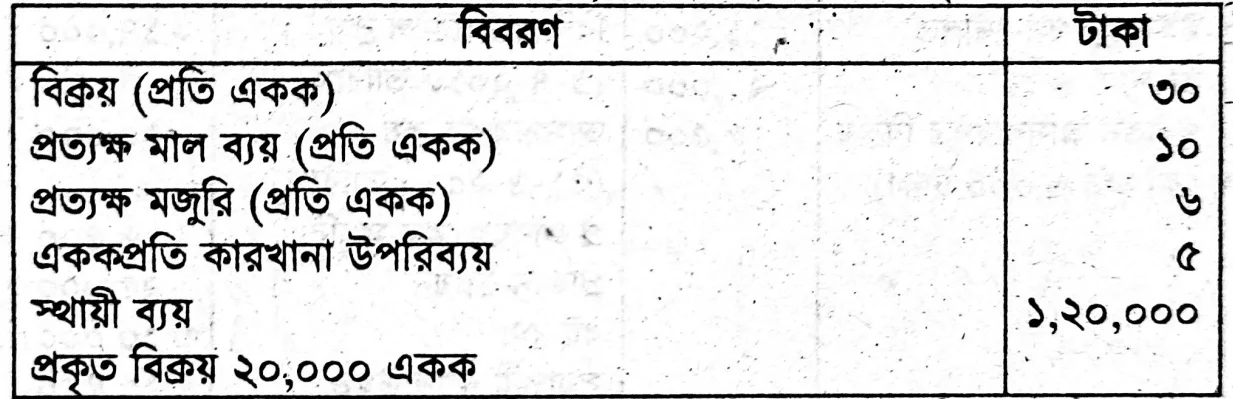 বিবরণ টাকা
বিক্রয় (প্রতি একক) ৩০
প্রত্যক্ষ মাল ব্যয় (প্রতি একক) ১০
প্রত্যক্ষ মজুরি (প্রতি একক) ৬
এককপ্রতি কারখানা উপরিব্যয় ৫
স্থায়ী ব্যয় ১,২০,০০০
প্রকৃত বিক্রয় ২০,০০০ একক